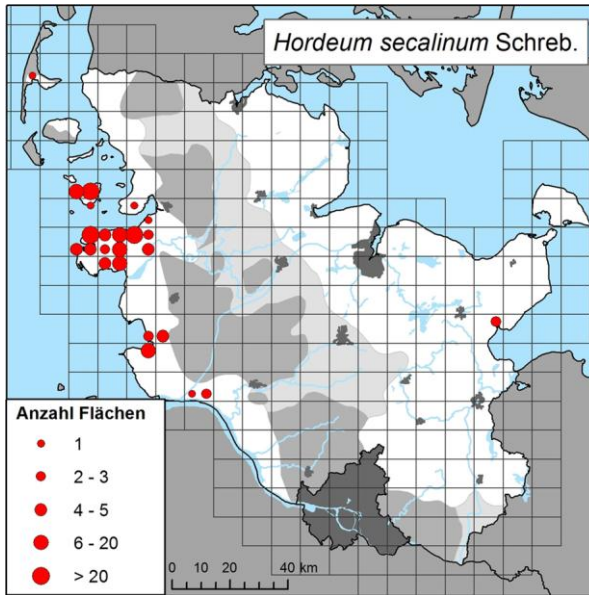 Hordeum secalinum Schreb.
Anzahl Flächen
1
2 - 3
4 - 5
6 - 20
> 20
0 10 20 40 km